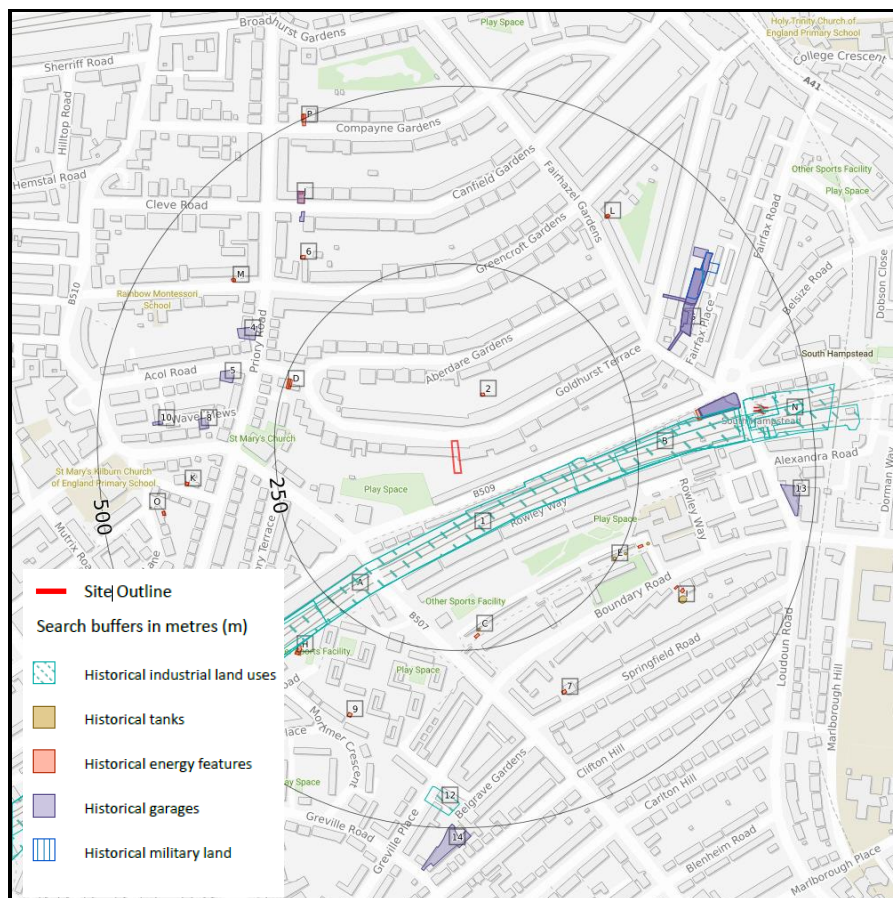 Broadhurst Gardens
Play Space
Holy Trinity Church of
England Primary School
Sherriff Road
College Crescent
A41
Hilltop Road
P
Compayne Gardens
Other Sports Facility
Play Space
Hemstal Road
Canfield Gardens
Fairhazel Gardens
Cleve Road
L
Fairfax Road
6
Greencroft Gardens
M
B510
Rainbow Montessori
School
Belsize Road
Dobson Close
4
Priory Road
Fairfax Place
Aberdare Gardens
Goldhurst Terrace
South Hampstead
Acol Road
5
D
2
10
8
N
South Hampstead
St Mary's Church
B
Alexandra Road
St Mary's Kilburn Church
of England Primary School
K
Play Space
B509
13
Dorman Way
O
500
250
1
Rowley Way
Rowley Way
Play Space
Mutrix Road
E
A
Boundary Road
J
Other Sports Facility
C
B507
H
Play Space
Springfield Road
Loudoun Road
Marlborough Hill
7
9
Mortimer Crescent
Clifton Hill
12
Belgrave Gardens
Carlton Hill
Greville Road
Greville Place
14
Blenheim Road
Marlborough Place
Site Outline
Search buffers in metres (m)
Historical industrial land uses
Historical tanks
Historical energy features
Historical garages
Historical military land